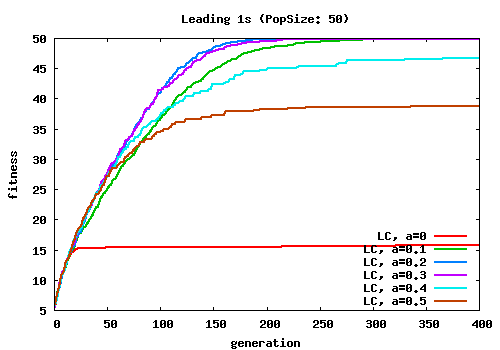 Leading 1s (PopSize: 50)
50
45
40
35
30
25
20
15
10
5
fitness
LC, a=0
LC, a=0.1
LC, a=0.2
LC, a=0.3
LC, a=0.4
LC, a=0.5
0 50 100 150 200 250 300 350 400
generation